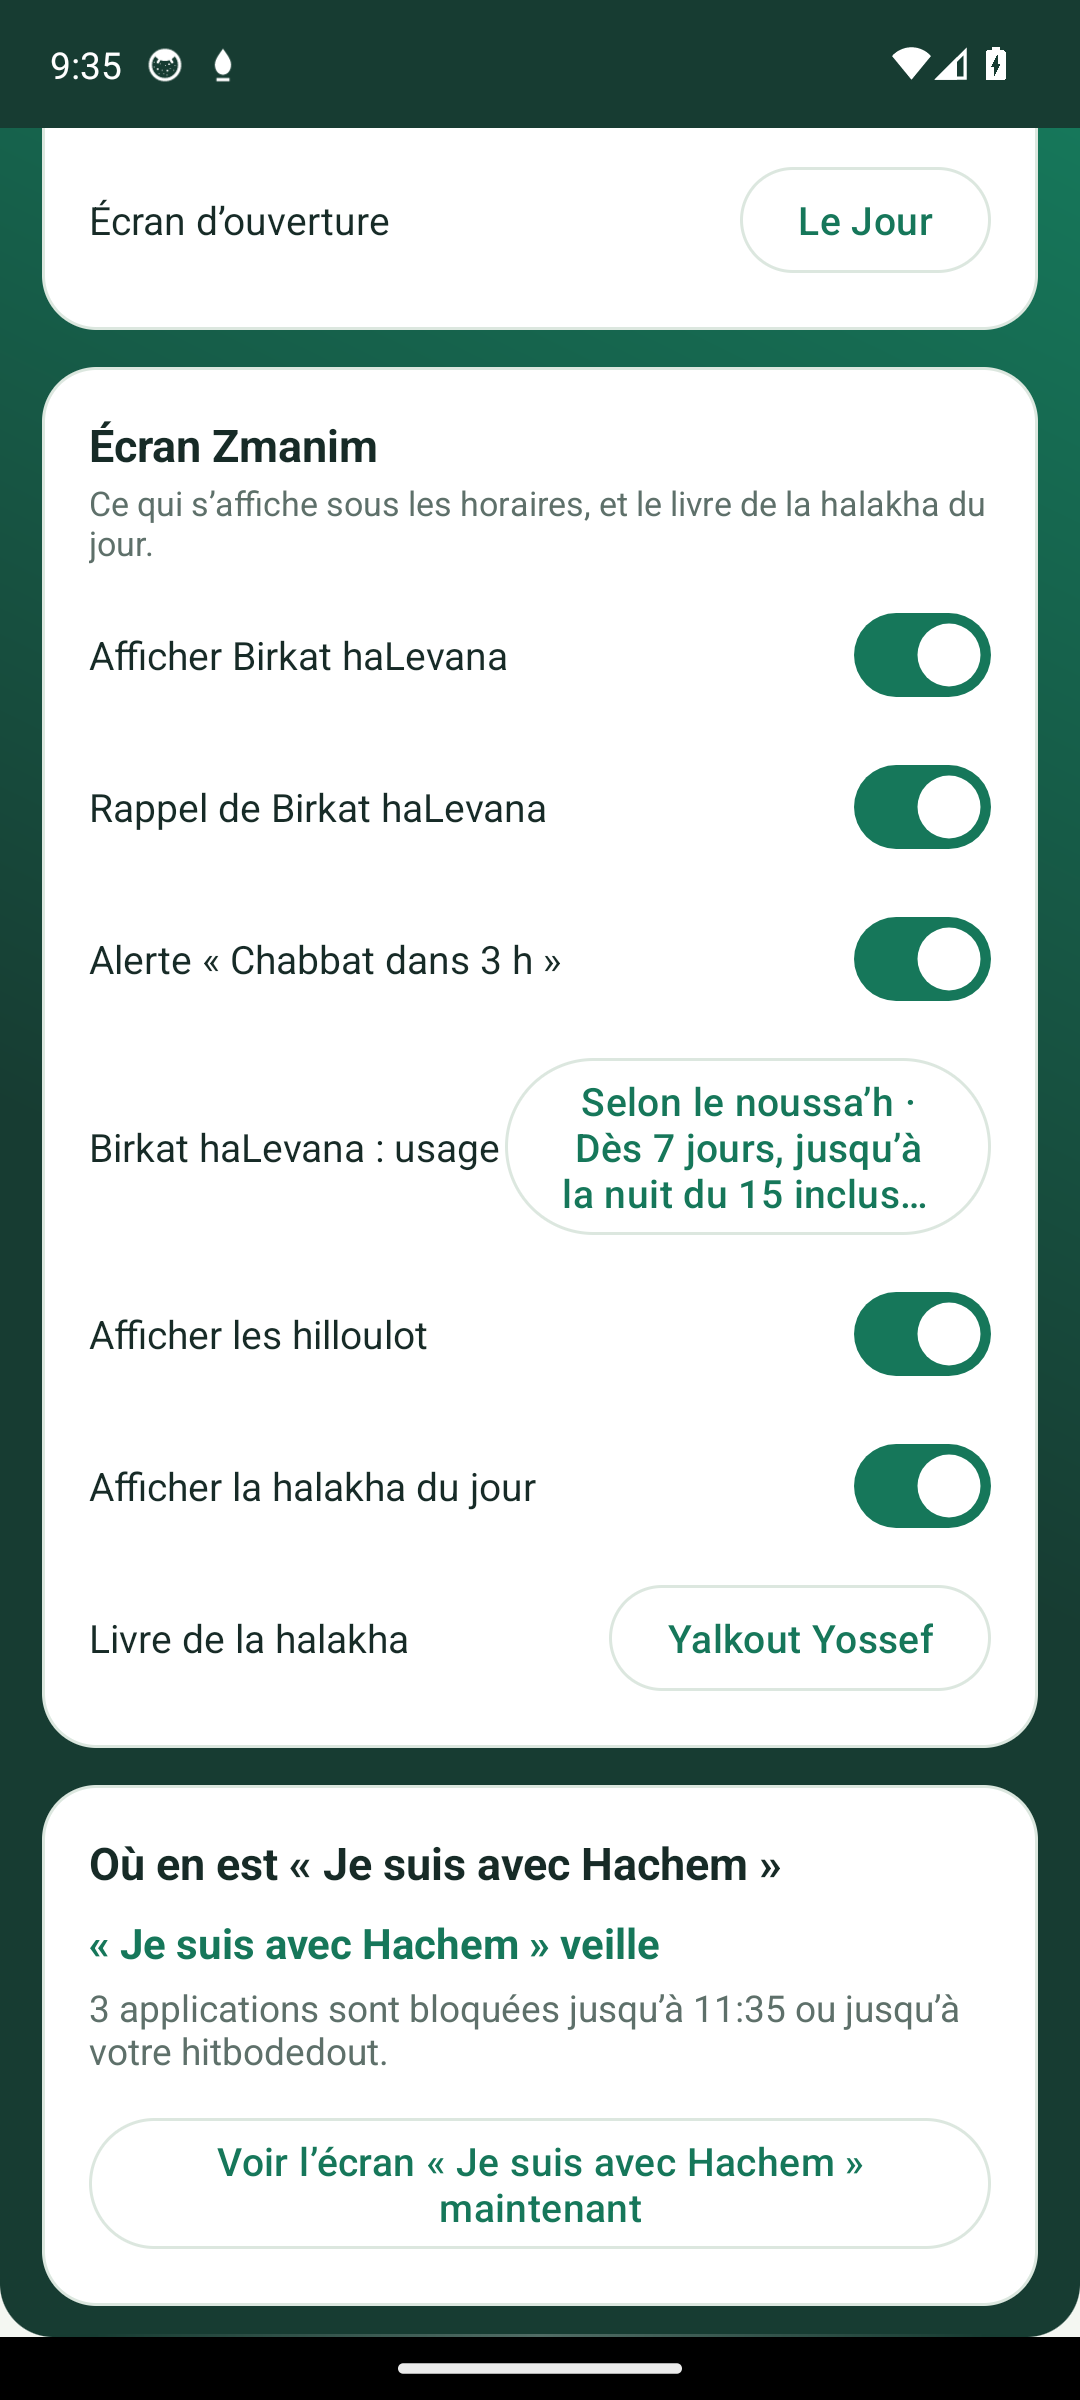 9:35
Écran d’ouverture
Le Jour
Écran Zmanim
Ce qui s’affiche sous les horaires, et le livre de la halakha du
jour.
Afficher Birkat haLevana
Rappel de Birkat haLevana
Alerte « Chabbat dans 3 h »
Birkat haLevana : usage
Selon le noussa’h ·
Dès 7 jours, jusqu’à
la nuit du 15 inclus…
Afficher les hilloulot
Afficher la halakha du jour
Livre de la halakha
Yalkout Yossef
Où en est « Je suis avec Hachem »
« Je suis avec Hachem » veille
3 applications sont bloquées jusqu’à 11:35 ou jusqu’à
votre hitbodedout.
Voir l’écran « Je suis avec Hachem »
maintenant